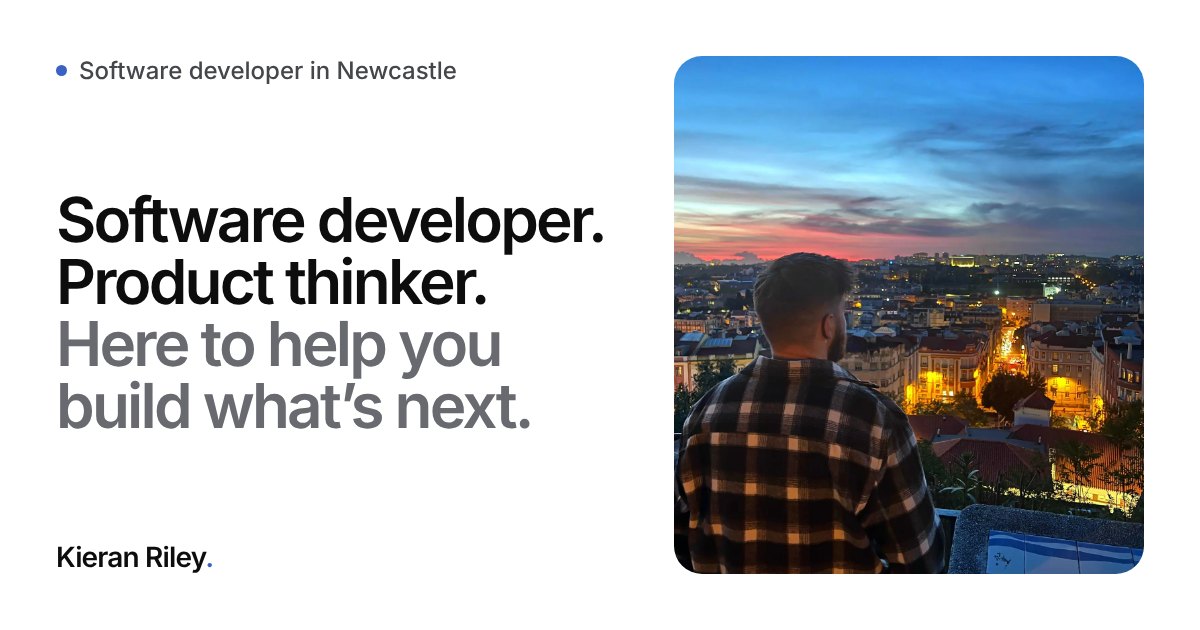 Software developer in Newcastle
Software developer.
Product thinker.
Here to help you
build what’s next.
Kieran Riley.